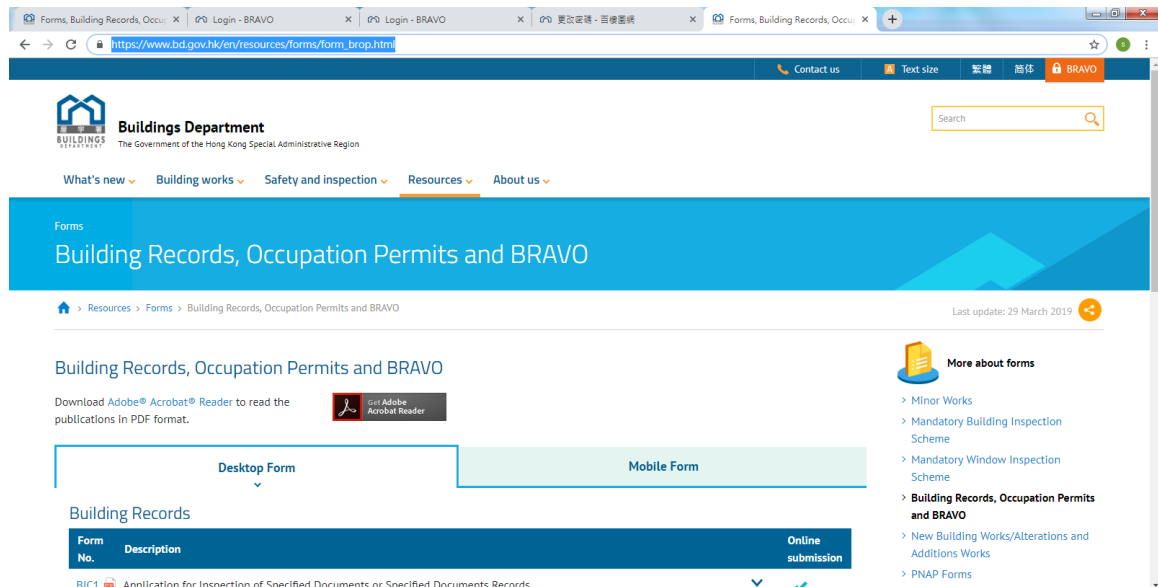 Forms, Building Records, Occup
Login - BRAVO
Login - BRAVO
更改密碼 - 百樓圖網
Forms, Building Records, Occup
https://www.bd.gov.hk/en/resources/forms/form_brop.html
S
Contact us
A Text size
繁體
简体
BRAVO
屋宇署
BUILDINGS
DEPARTMENT
Buildings Department
The Government of the Hong Kong Special Administrative Region
Search
What's new
Building works
Safety and inspection
Resources
About us
Forms
Building Records, Occupation Permits and BRAVO
> Resources > Forms > Building Records, Occupation Permits and BRAVO
Last update: 29 March 2019
Building Records, Occupation Permits and BRAVO
Download Adobe® Acrobat® Reader to read the
publications in PDF format.
Get Adobe
Acrobat Reader
Desktop Form
Mobile Form
Building Records
Form
No.
Description
Online
submission
BIC1 Application for Inspection of Specified Documents or Specified Documents Records
More about forms
> Minor Works
> Mandatory Building Inspection
Scheme
> Mandatory Window Inspection
Scheme
> Building Records, Occupation Permits
and BRAVO
> New Building Works/Alterations and
Additions Works
> PNAP Forms